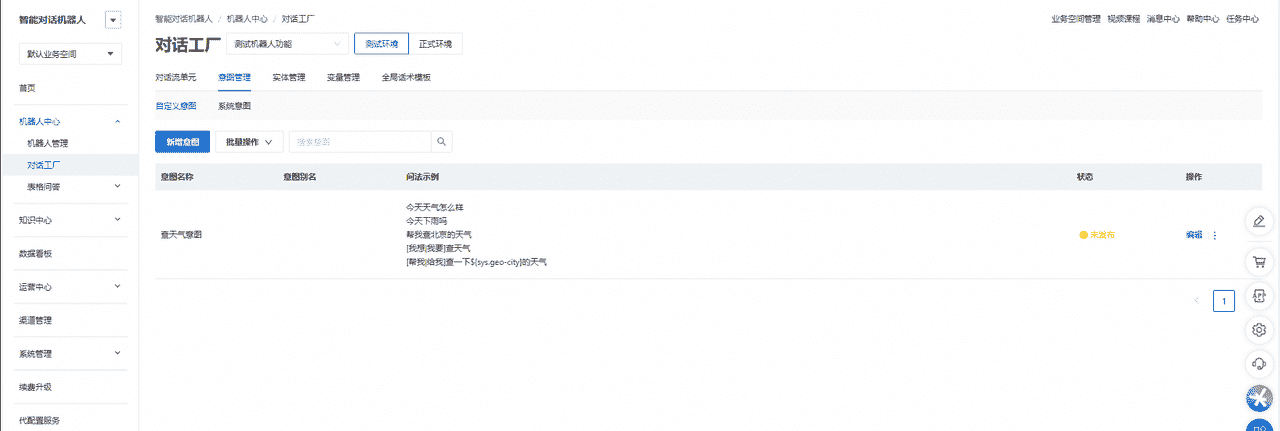 智能对话机器人
智能对话机器人 / 机器人中心 / 对话工厂
业务空间管理 视频课程 消息中心 帮助中心 任务中心
默认业务空间
对话工厂
测试机器人功能
测试环境 正式环境
首页
对话流单元 意图管理 实体管理 变量管理 全局话术模板
机器人中心
自定义意图 系统意图
机器人管理
新增意图 批量操作 搜索意图
对话工厂
意图名称 意图别名 问法示例 状态 操作
表格问答
今天天气怎么样
今天下雨吗
知识中心
查天气意图
帮我查北京的天气
未发布
编辑
[我想|我要]查天气
数据看板
[帮我|给我]查一下${sys.geo-city}的天气
运营中心
1
渠道管理
系统管理
续费升级
代配置服务